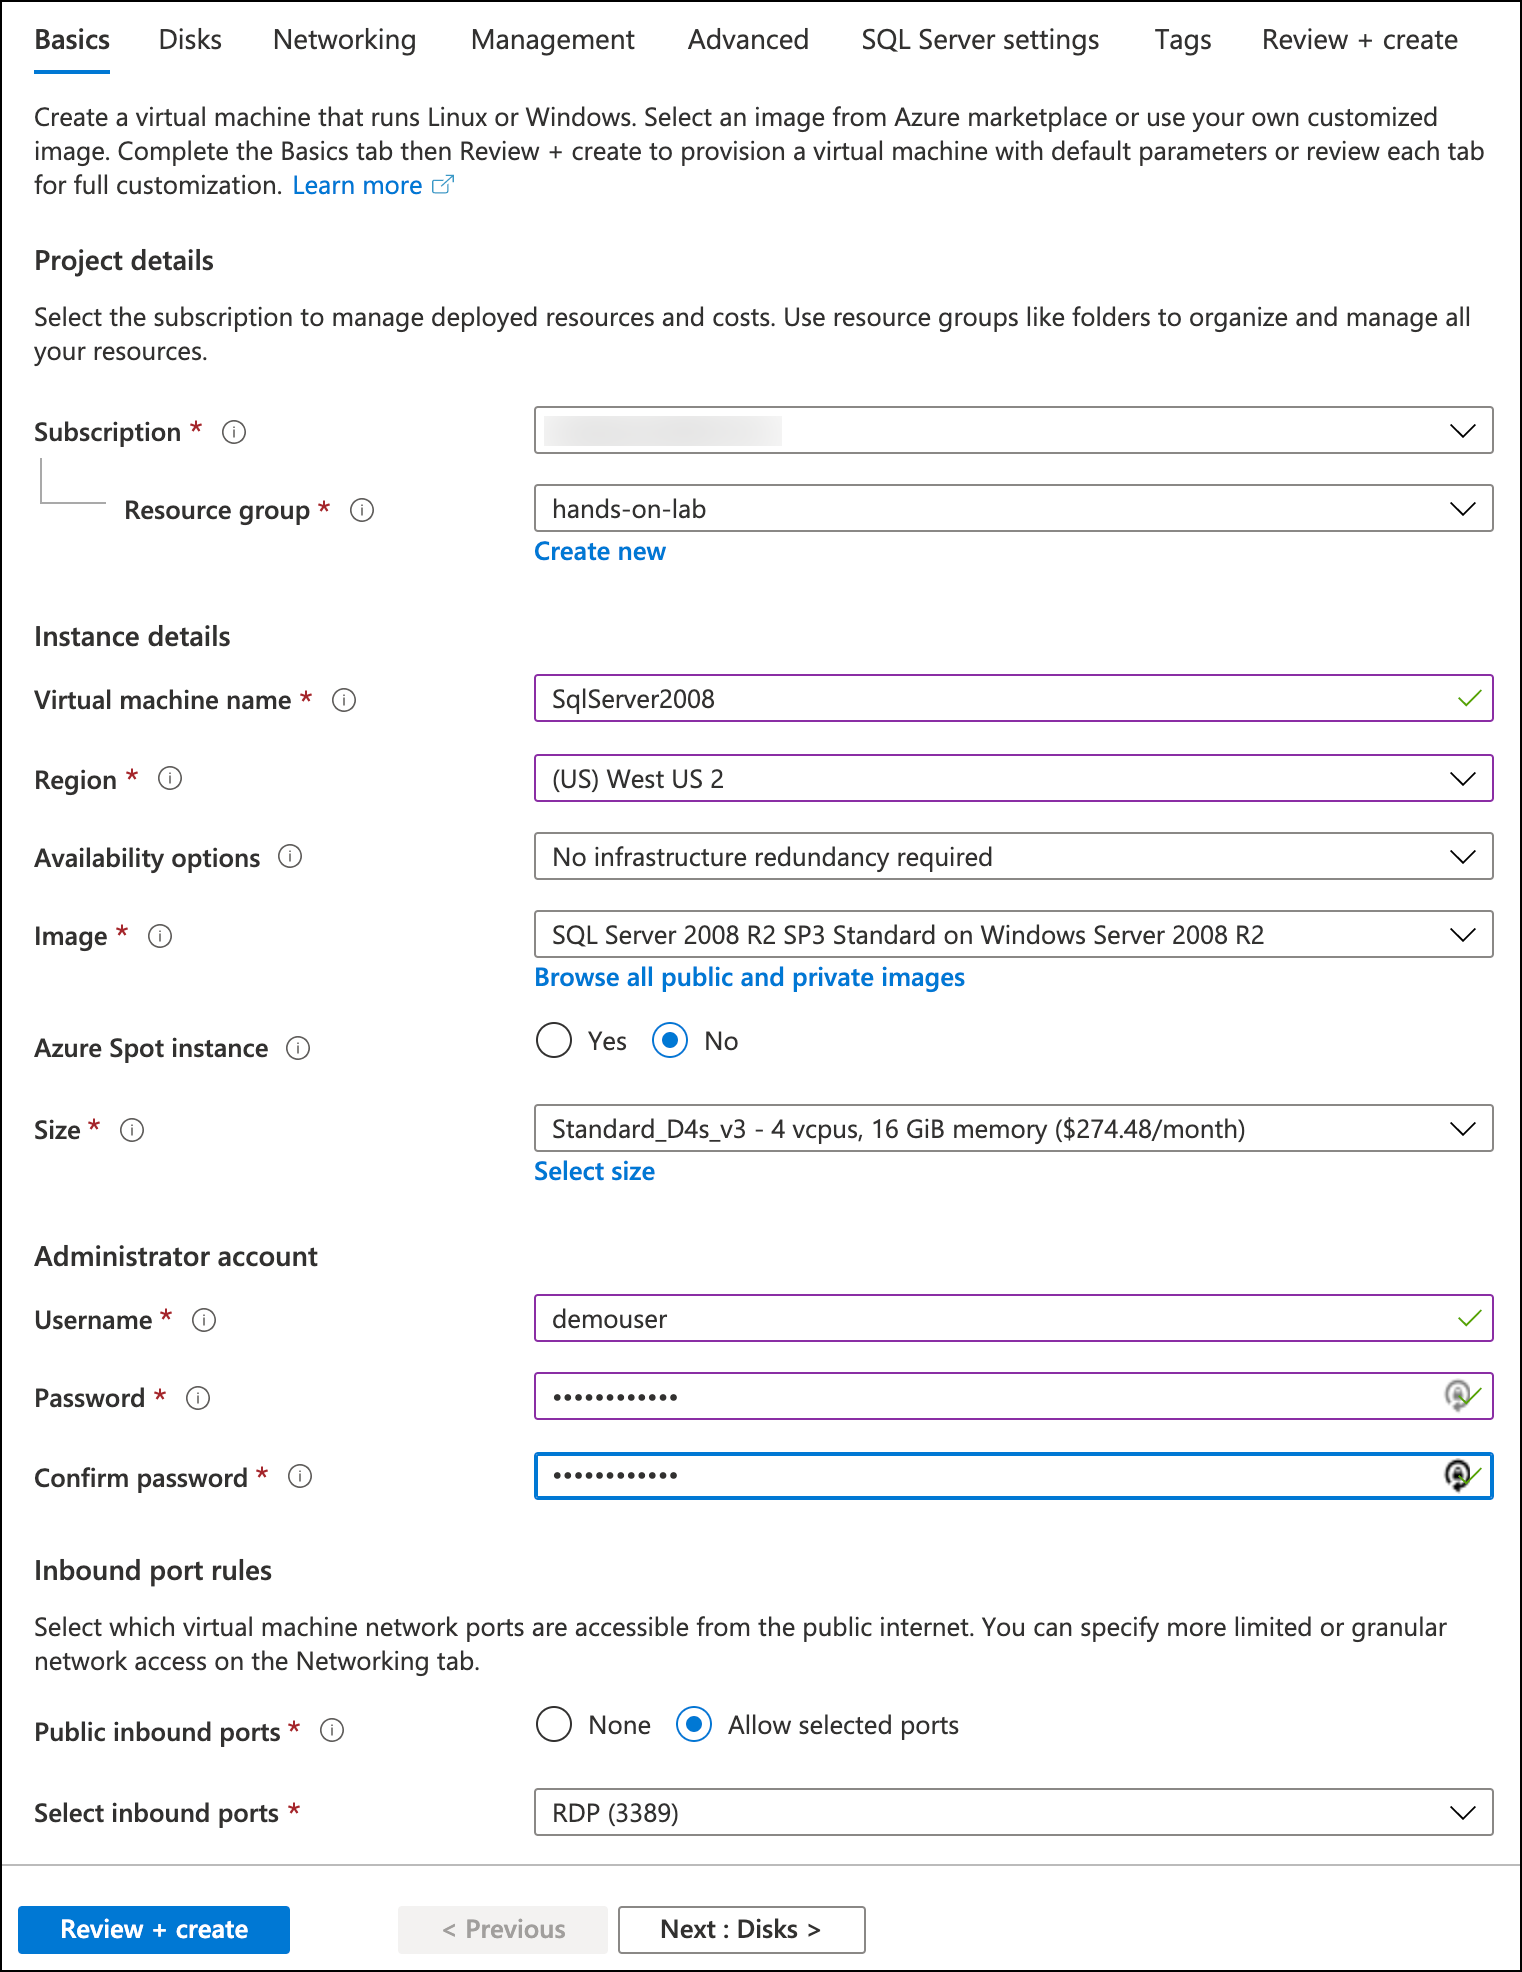 Basics Disks Networking Management Advanced SQL Server settings Tags Review + create
Create a virtual machine that runs Linux or Windows. Select an image from Azure marketplace or use your own customized
image. Complete the Basics tab then Review + create to provision a virtual machine with default parameters or review each tab
for full customization. Learn more
Project details
Select the subscription to manage deployed resources and costs. Use resource groups like folders to organize and manage all
your resources.
Subscription *
Resource group * hands-on-lab
Create new
Instance details
Virtual machine name * SqlServer2008
Region * (US) West US 2
Availability options No infrastructure redundancy required
Image * SQL Server 2008 R2 SP3 Standard on Windows Server 2008 R2
Browse all public and private images
Azure Spot instance Yes No
Size * Standard_D4s_v3 - 4 vcpus, 16 GiB memory ($274.48/month)
Select size
Administrator account
Username * demouser
Password * ••••••••••••
Confirm password * ••••••••••••
Inbound port rules
Select which virtual machine network ports are accessible from the public internet. You can specify more limited or granular
network access on the Networking tab.
Public inbound ports * None Allow selected ports
Select inbound ports * RDP (3389)
Review + create < Previous Next : Disks >